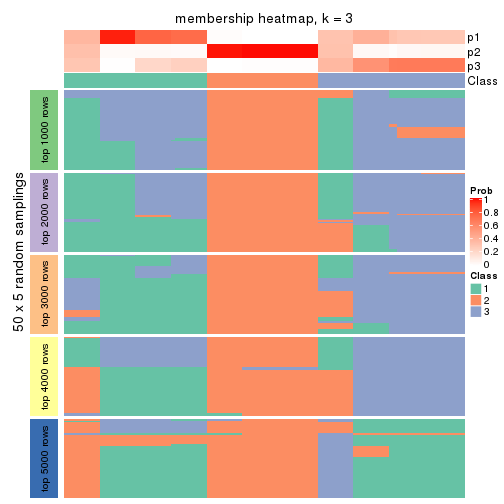 membership heatmap, k = 3
p1
p2
p3
Class
50 x 5 random samplings
top 1000 rows
top 2000 rows
top 3000 rows
top 4000 rows
top 5000 rows
Prob
1
0.8
0.6
0.4
0.2
0
Class
1
2
3